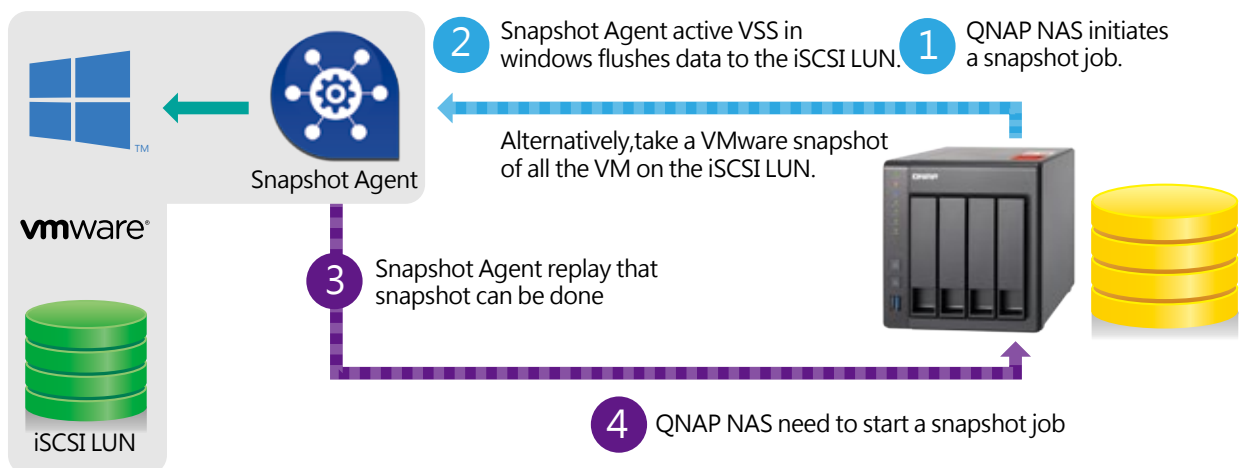 1
QNAP NAS initiates
a snapshot job.
2
Snapshot Agent active VSS in
windows flushes data to the iSCSI LUN.
Alternatively,take a VMware snapshot
of all the VM on the iSCSI LUN.
TM
Snapshot Agent
vmware®
iSCSI LUN
QNAP
3
Snapshot Agent replay that
snapshot can be done
4
QNAP NAS need to start a snapshot job